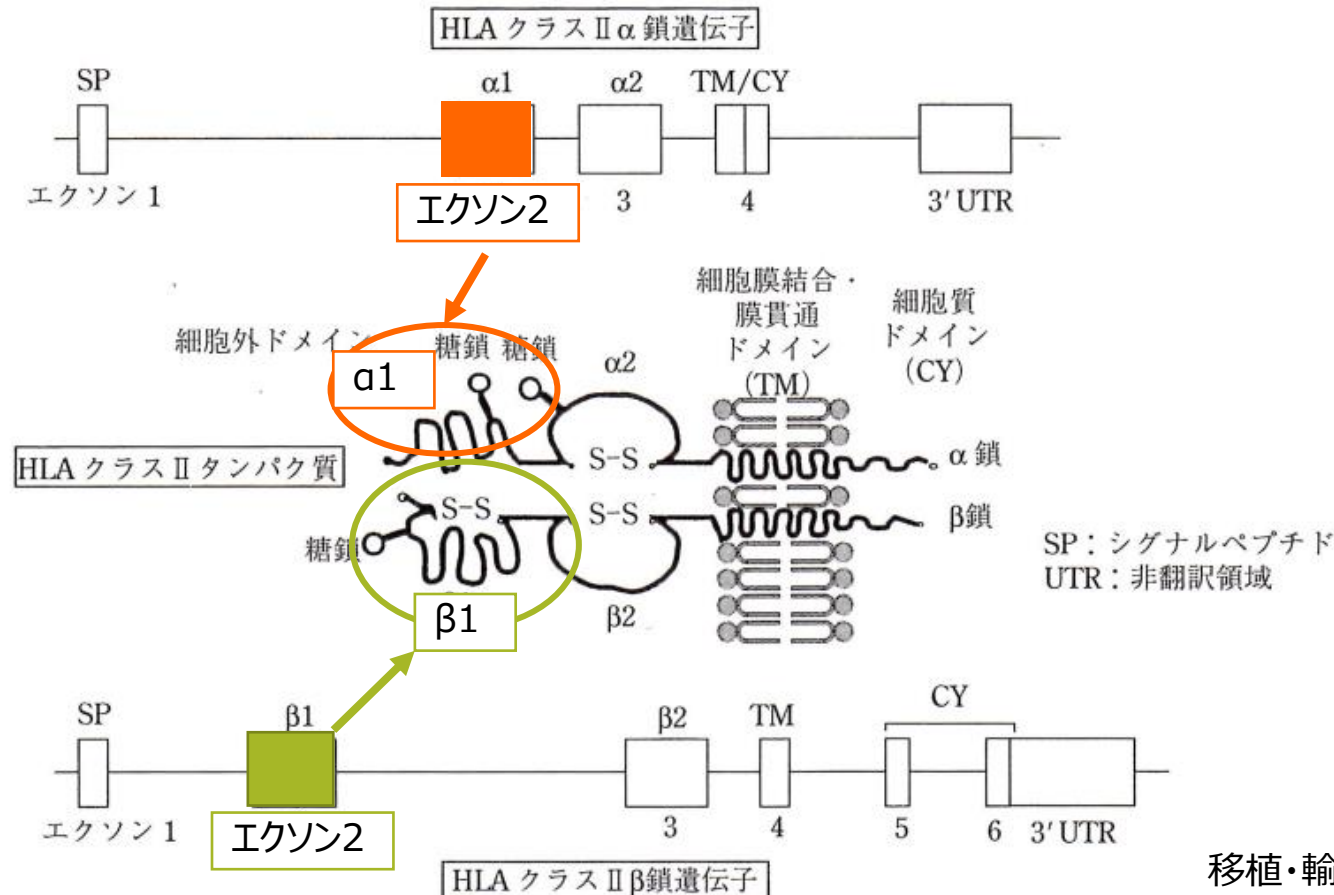 HLA クラスⅡα 鎖遺伝子
SP
α1
α2
TM/CY
エクソン 1
エクソン2
3
4
3′ UTR
細胞外ドメイン
糖鎖
糖鎖
α1
α2
細胞膜結合・
膜貫通
ドメイン
(TM)
細胞質
ドメイン
(CY)
HLA クラスⅡ タンパク質
S-S
α 鎖
S-S
S-S
β鎖
糖鎖
β1
β2
SP：シグナルペプチド
UTR：非翻訳領域
SP
β1
β2
TM
CY
エクソン 1
エクソン2
3
4
5
6
3′ UTR
HLA クラスⅡβ鎖遺伝子
移植・輸